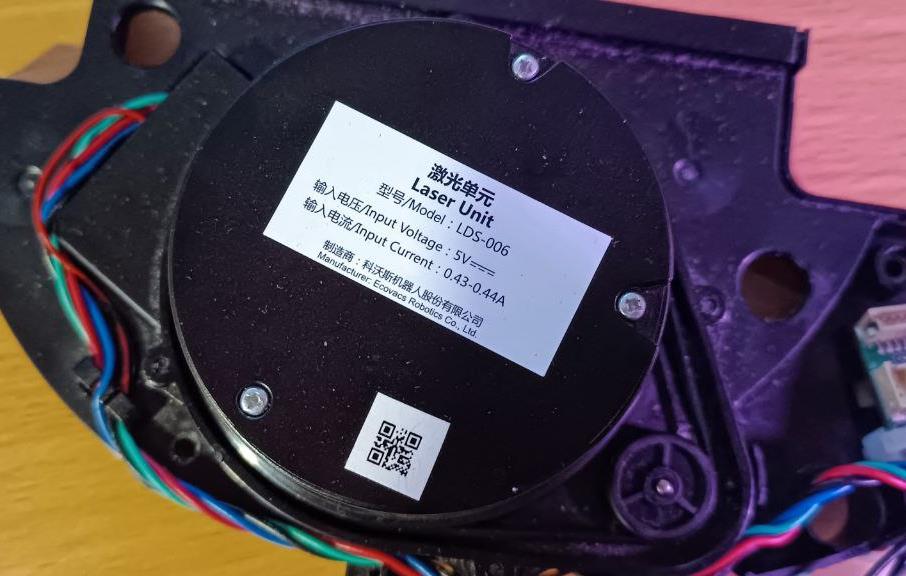 激光单元
Laser Unit
型号/Model：LDS-006
输入电压/Input Voltage：5V⎓
输入电流/Input Current：0.43-0.44A
制造商：科沃斯机器人股份有限公司
Manufacturer: Ecovacs Robotics Co., Ltd.